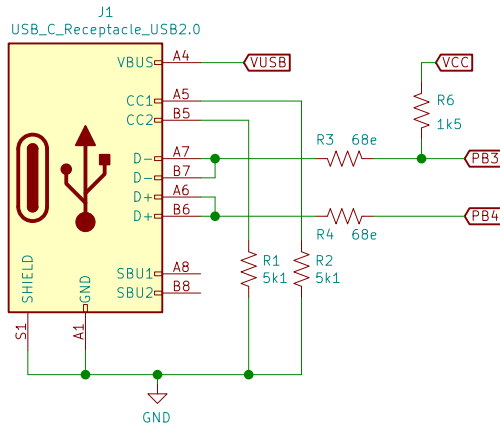 J1
USB_C_Receptacle_USB2.0
VBUS A4 VUSB VCC
CC1 A5
R6
CC2 B5
1k5
R3 68e
D- A7 PB3
D- B7
D+ A6
D+ B6 PB4
R4 68e
R1 R2
SBU1 A8
5k1 5k1
SBU2 B8
SHIELD
GND
S1
A1
GND